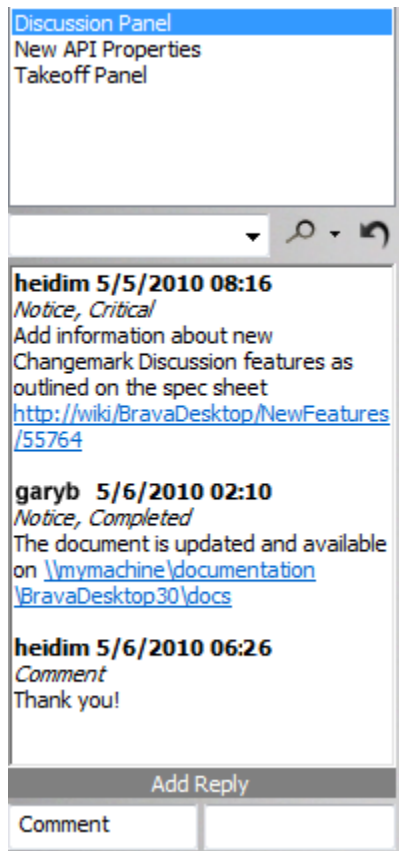 Discussion Panel
New API Properties
Takeoff Panel
heidim 5/5/2010 08:16
Notice, Critical
Add information about new
Changemark Discussion features as
outlined on the spec sheet
http://wiki/BravaDesktop/NewFeatures
/55764
garyb 5/6/2010 02:10
Notice, Completed
The document is updated and available
on \\mymachine\documentation
\BravaDesktop30\docs
heidim 5/6/2010 06:26
Comment
Thank you!
Add Reply
Comment